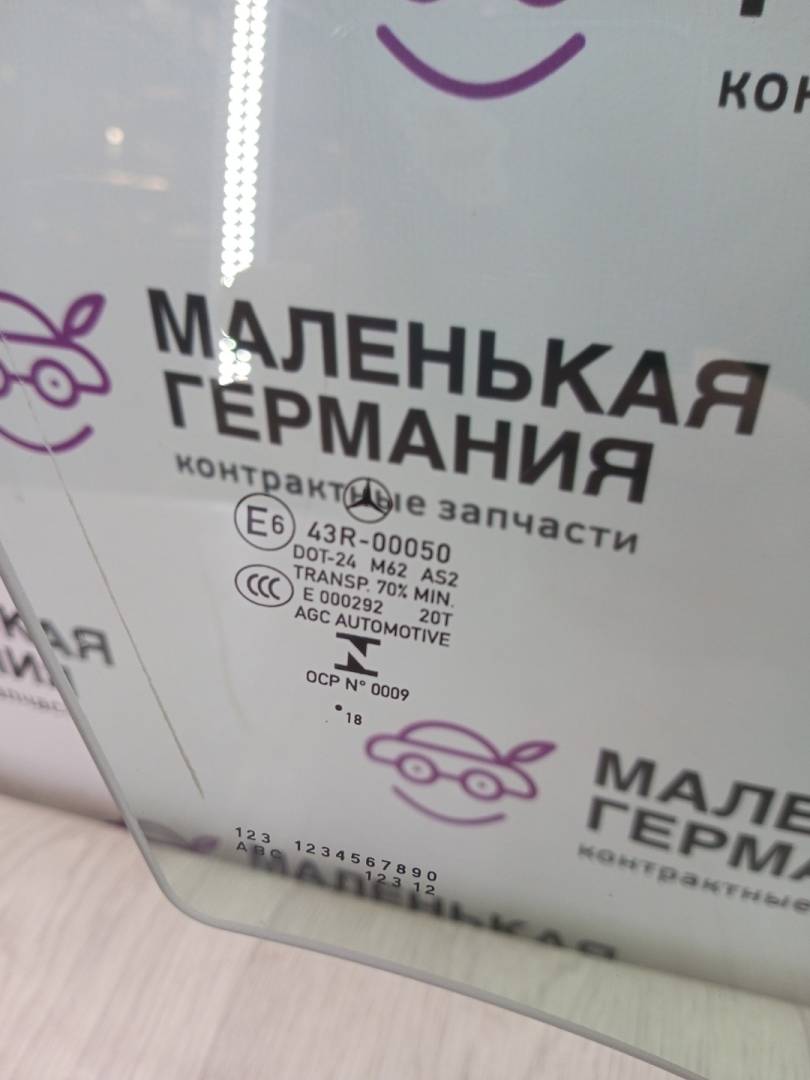 КОН
МАЛЕНЬКАЯ
ГЕРМАНИЯ
контрактные запчасти
E6 43R-00050
DOT-24 M62 AS2
CCC TRANSP. 70% MIN.
E 000292 20T
AGC AUTOMOTIVE
OCP N° 0009
18
МАЛЕ
ГЕРМА
контрактные
123 1234567890
ABC 123 12
МАЛЕНЬКАЯ